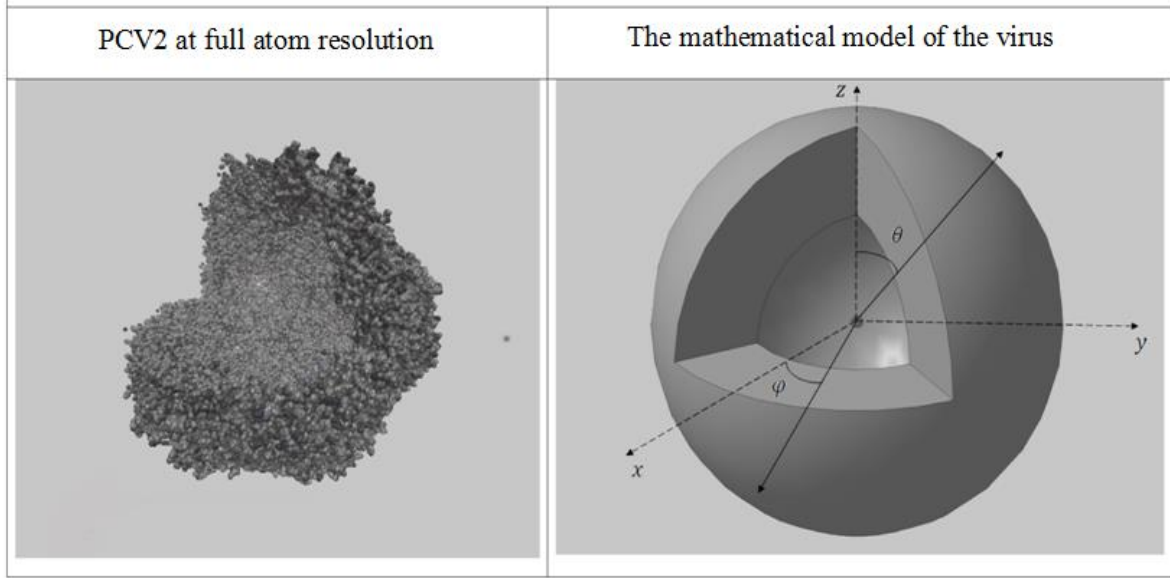 PCV2 at full atom resolution
The mathematical model of the virus
z
θ
y
φ
x